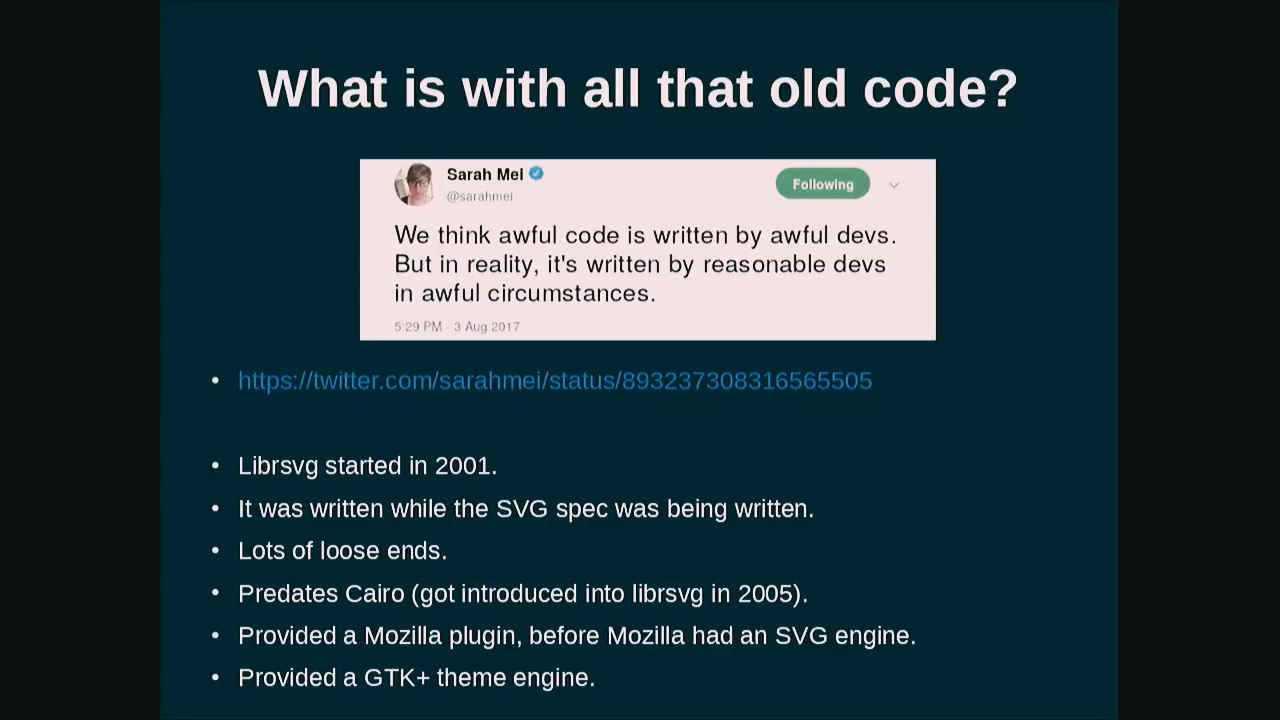 What is with all that old code?
Sarah Mei
@sarahmei
Following
We think awful code is written by awful devs.
But in reality, it's written by reasonable devs
in awful circumstances.
5:29 PM - 3 Aug 2017
• https://twitter.com/sarahmei/status/893237308316565505
• Librsvg started in 2001.
• It was written while the SVG spec was being written.
• Lots of loose ends.
• Predates Cairo (got introduced into librsvg in 2005).
• Provided a Mozilla plugin, before Mozilla had an SVG engine.
• Provided a GTK+ theme engine.